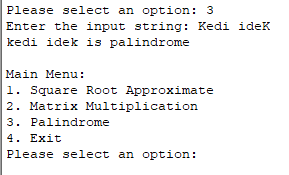 Please select an option: 3
Enter the input string: Kedi ideK
kedi idek is palindrome
Main Menu:
1. Square Root Approximate
2. Matrix Multiplication
3. Palindrome
4. Exit
Please select an option: